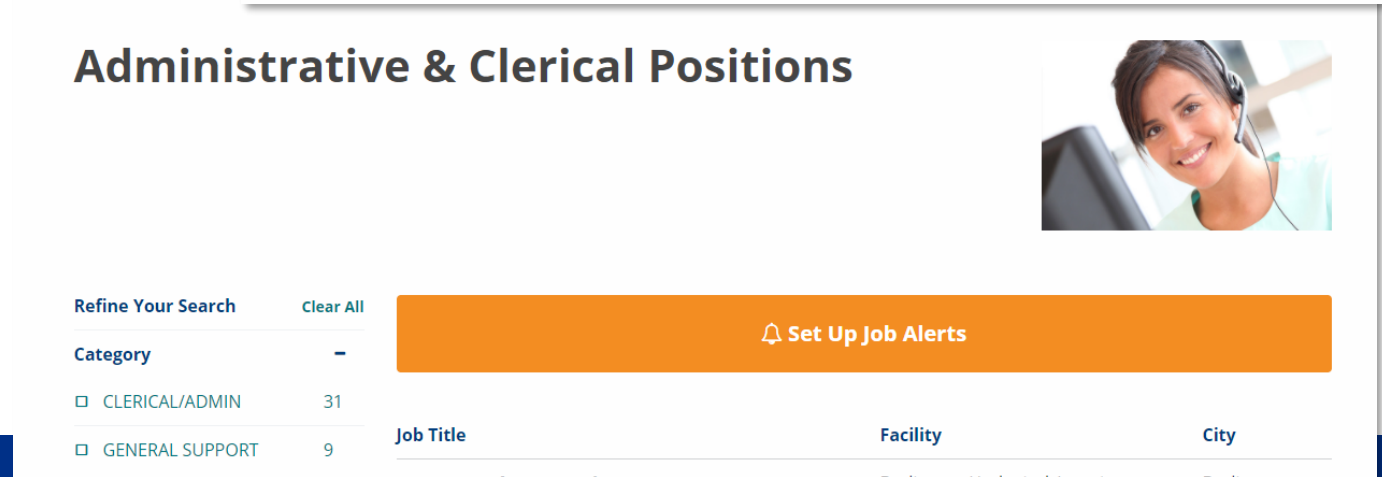 Administrative & Clerical Positions
Refine Your Search Clear All
Set Up Job Alerts
Category
CLERICAL/ADMIN 31
GENERAL SUPPORT 9
Job Title Facility City